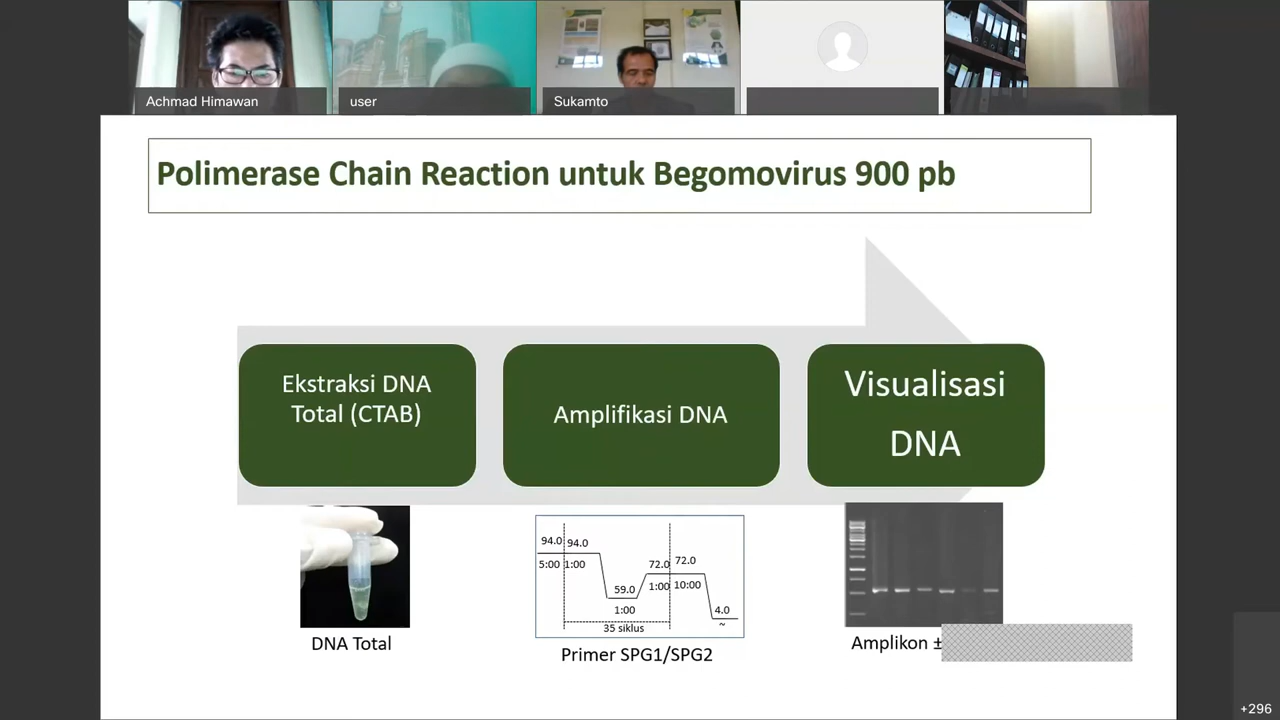 Achmad Himawan
user
Sukamto
Polimerase Chain Reaction untuk Begomovirus 900 pb
Ekstraksi DNA
Total (CTAB)
Amplifikasi DNA
Visualisasi
DNA
94.0 94.0
5:00 1:00
59.0
1:00
72.0 72.0
1:00 10:00
4.0
~
35 siklus
DNA Total
Primer SPG1/SPG2
Amplikon ±
+296